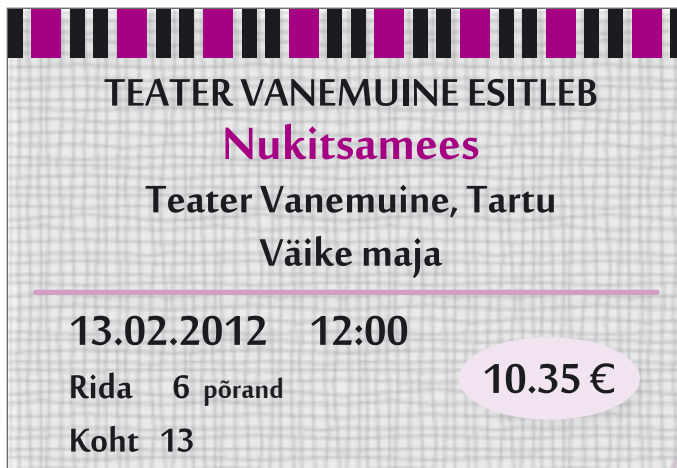 TEATER VANEMUINE ESITLEB
Nukitsamees
Teater Vanemuine, Tartu
Väike maja
13.02.2012 12:00
Rida 6 põrand
10.35 €
Koht 13